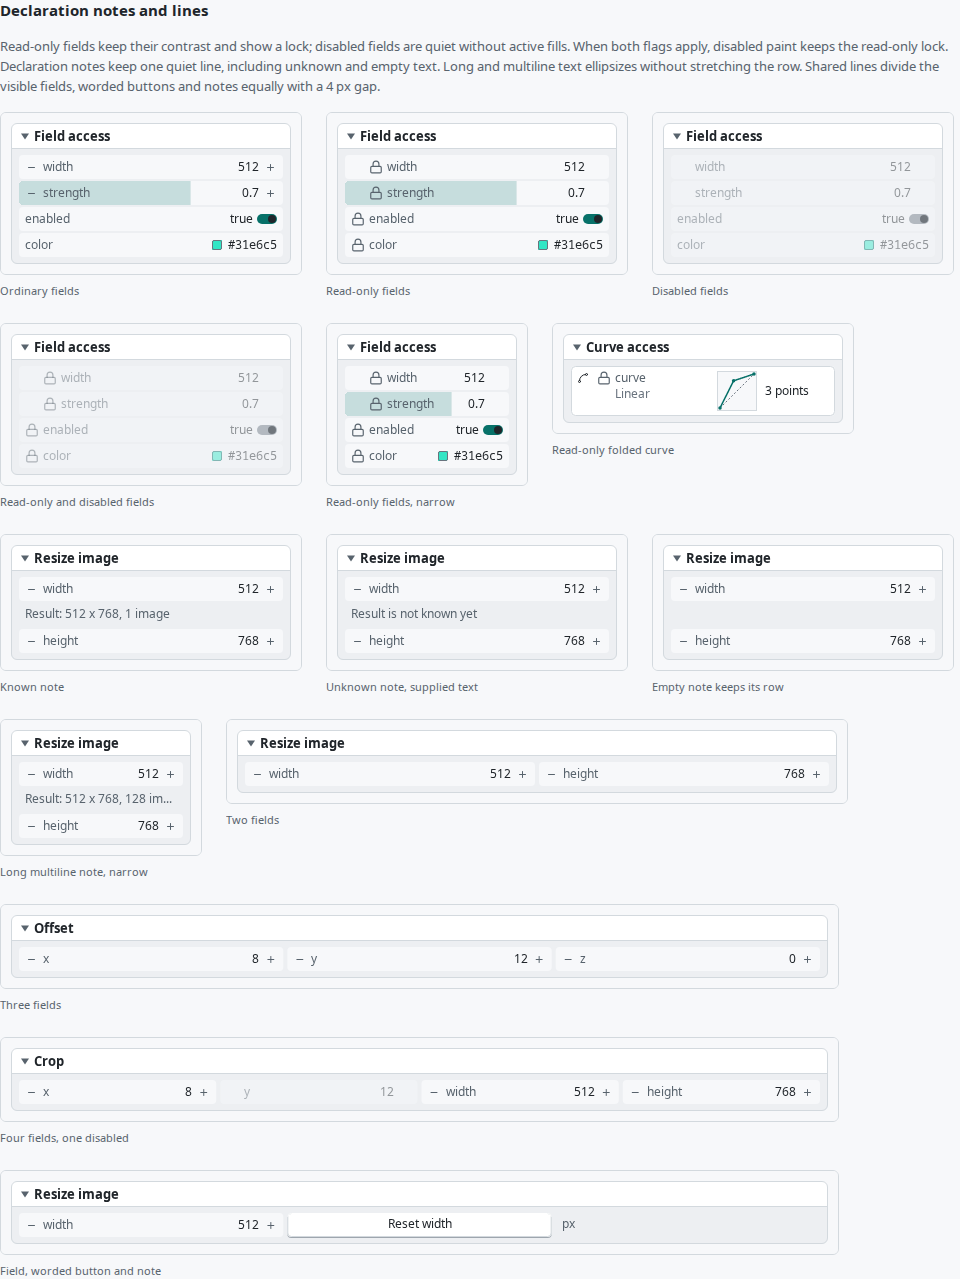 Declaration notes and lines
Read-only fields keep their contrast and show a lock; disabled fields are quiet without active fills. When both flags apply, disabled paint keeps the read-only lock.
Declaration notes keep one quiet line, including unknown and empty text. Long and multiline text ellipsizes without stretching the row. Shared lines divide the
visible fields, worded buttons and notes equally with a 4 px gap.
Field access
− width 512 +
− strength 0.7 +
enabled true
color #31e6c5
Ordinary fields
Field access
width 512
strength 0.7
enabled true
color #31e6c5
Read-only fields
Field access
width 512
strength 0.7
enabled true
color #31e6c5
Disabled fields
Field access
width 512
strength 0.7
enabled true
color #31e6c5
Read-only and disabled fields
Field access
width 512
strength 0.7
enabled true
color #31e6c5
Read-only fields, narrow
Curve access
curve
Linear
3 points
Read-only folded curve
Resize image
− width 512 +
Result: 512 x 768, 1 image
− height 768 +
Known note
Resize image
− width 512 +
Result is not known yet
− height 768 +
Unknown note, supplied text
Resize image
− width 512 +
− height 768 +
Empty note keeps its row
Resize image
− width 512 +
Result: 512 x 768, 128 im...
− height 768 +
Long multiline note, narrow
Resize image
− width 512 + − height 768 +
Two fields
Offset
− x 8 + − y 12 + − z 0 +
Three fields
Crop
− x 8 + y 12 − width 512 + − height 768 +
Four fields, one disabled
Resize image
− width 512 + Reset width px
Field, worded button and note